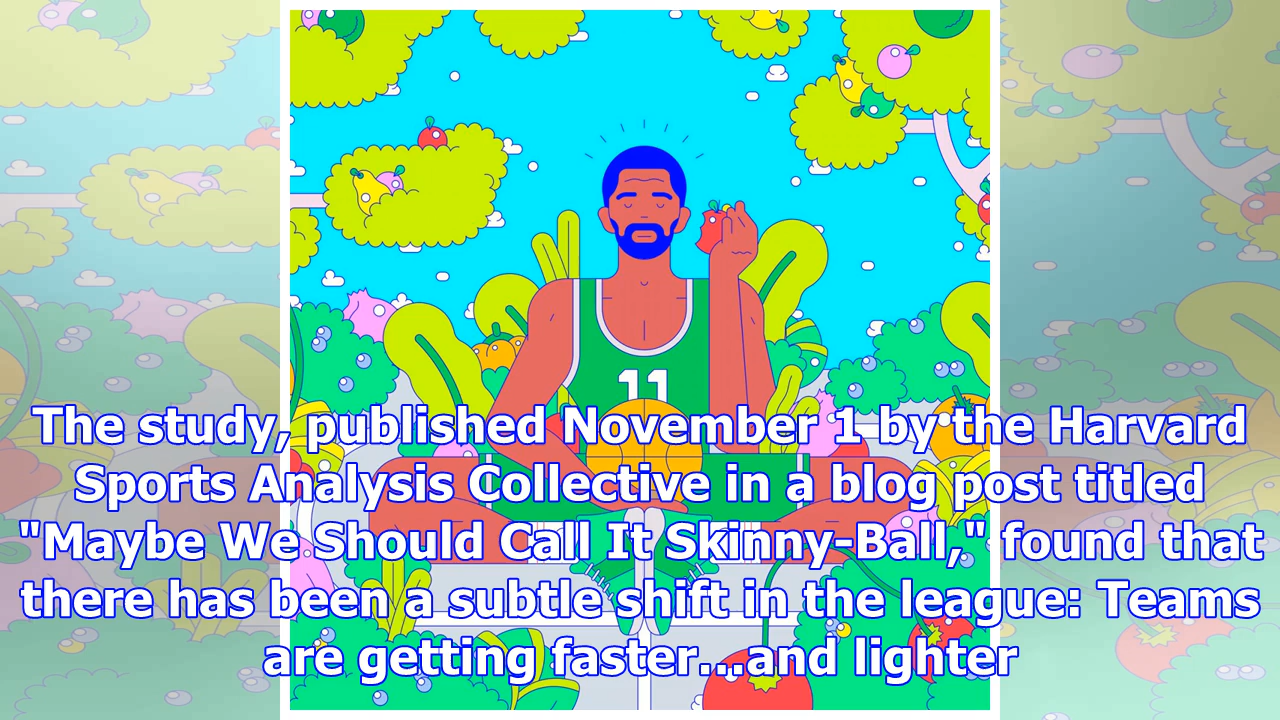 11
The study, published November 1 by the Harvard
Sports Analysis Collective in a blog post titled
"Maybe We Should Call It Skinny-Ball," found that
there has been a subtle shift in the league: Teams
are getting faster...and lighter